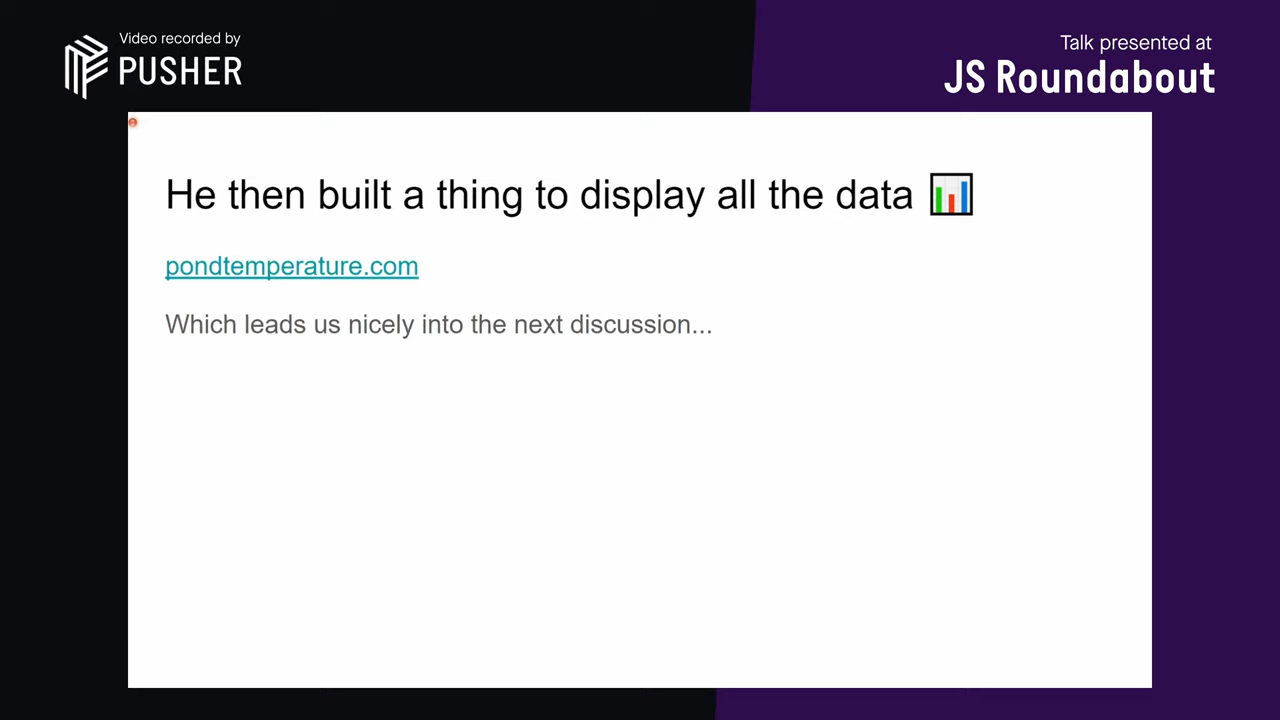 Video recorded by
PUSHER
Talk presented at
JS Roundabout
He then built a thing to display all the data 📊
pondtemperature.com
Which leads us nicely into the next discussion...